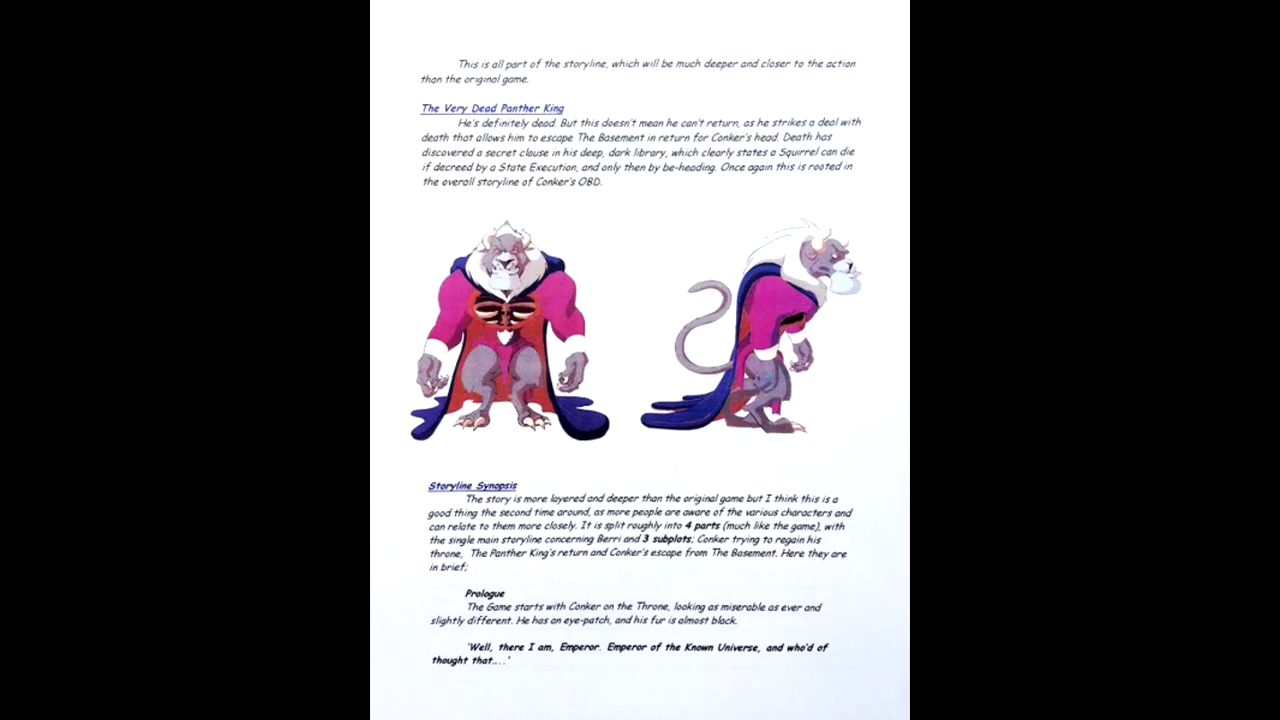 This is all part of the storyline, which will be much deeper and closer to the action
than the original game.
The Very Dead Panther King
He's definitely dead. But this doesn't mean he can't return, as he strikes a deal with
death that allows him to escape The Basement in return for Conker's head. Death has
discovered a secret clause in his deep, dark library, which clearly states a Squirrel can die
if decreed by a State Execution, and only then by be-heading. Once again this is rooted in
the overall storyline of Conker's OBD.
Storyline Synopsis
The story is more layered and deeper than the original game but I think this is a
good thing the second time around, as more people are aware of the various characters and
can relate to them more closely. It is split roughly into 4 parts (much like the game), with
the single main storyline concerning Berri and 3 subplots; Conker trying to regain his
throne, The Panther King's return and Conker's escape from The Basement. Here they are
in brief;
Prologue
The Game starts with Conker on the Throne, looking as miserable as ever and
slightly different. He has an eye-patch, and his fur is almost black.
'Well, there I am, Emperor. Emperor of the Known Universe, and who'd of
thought that....'